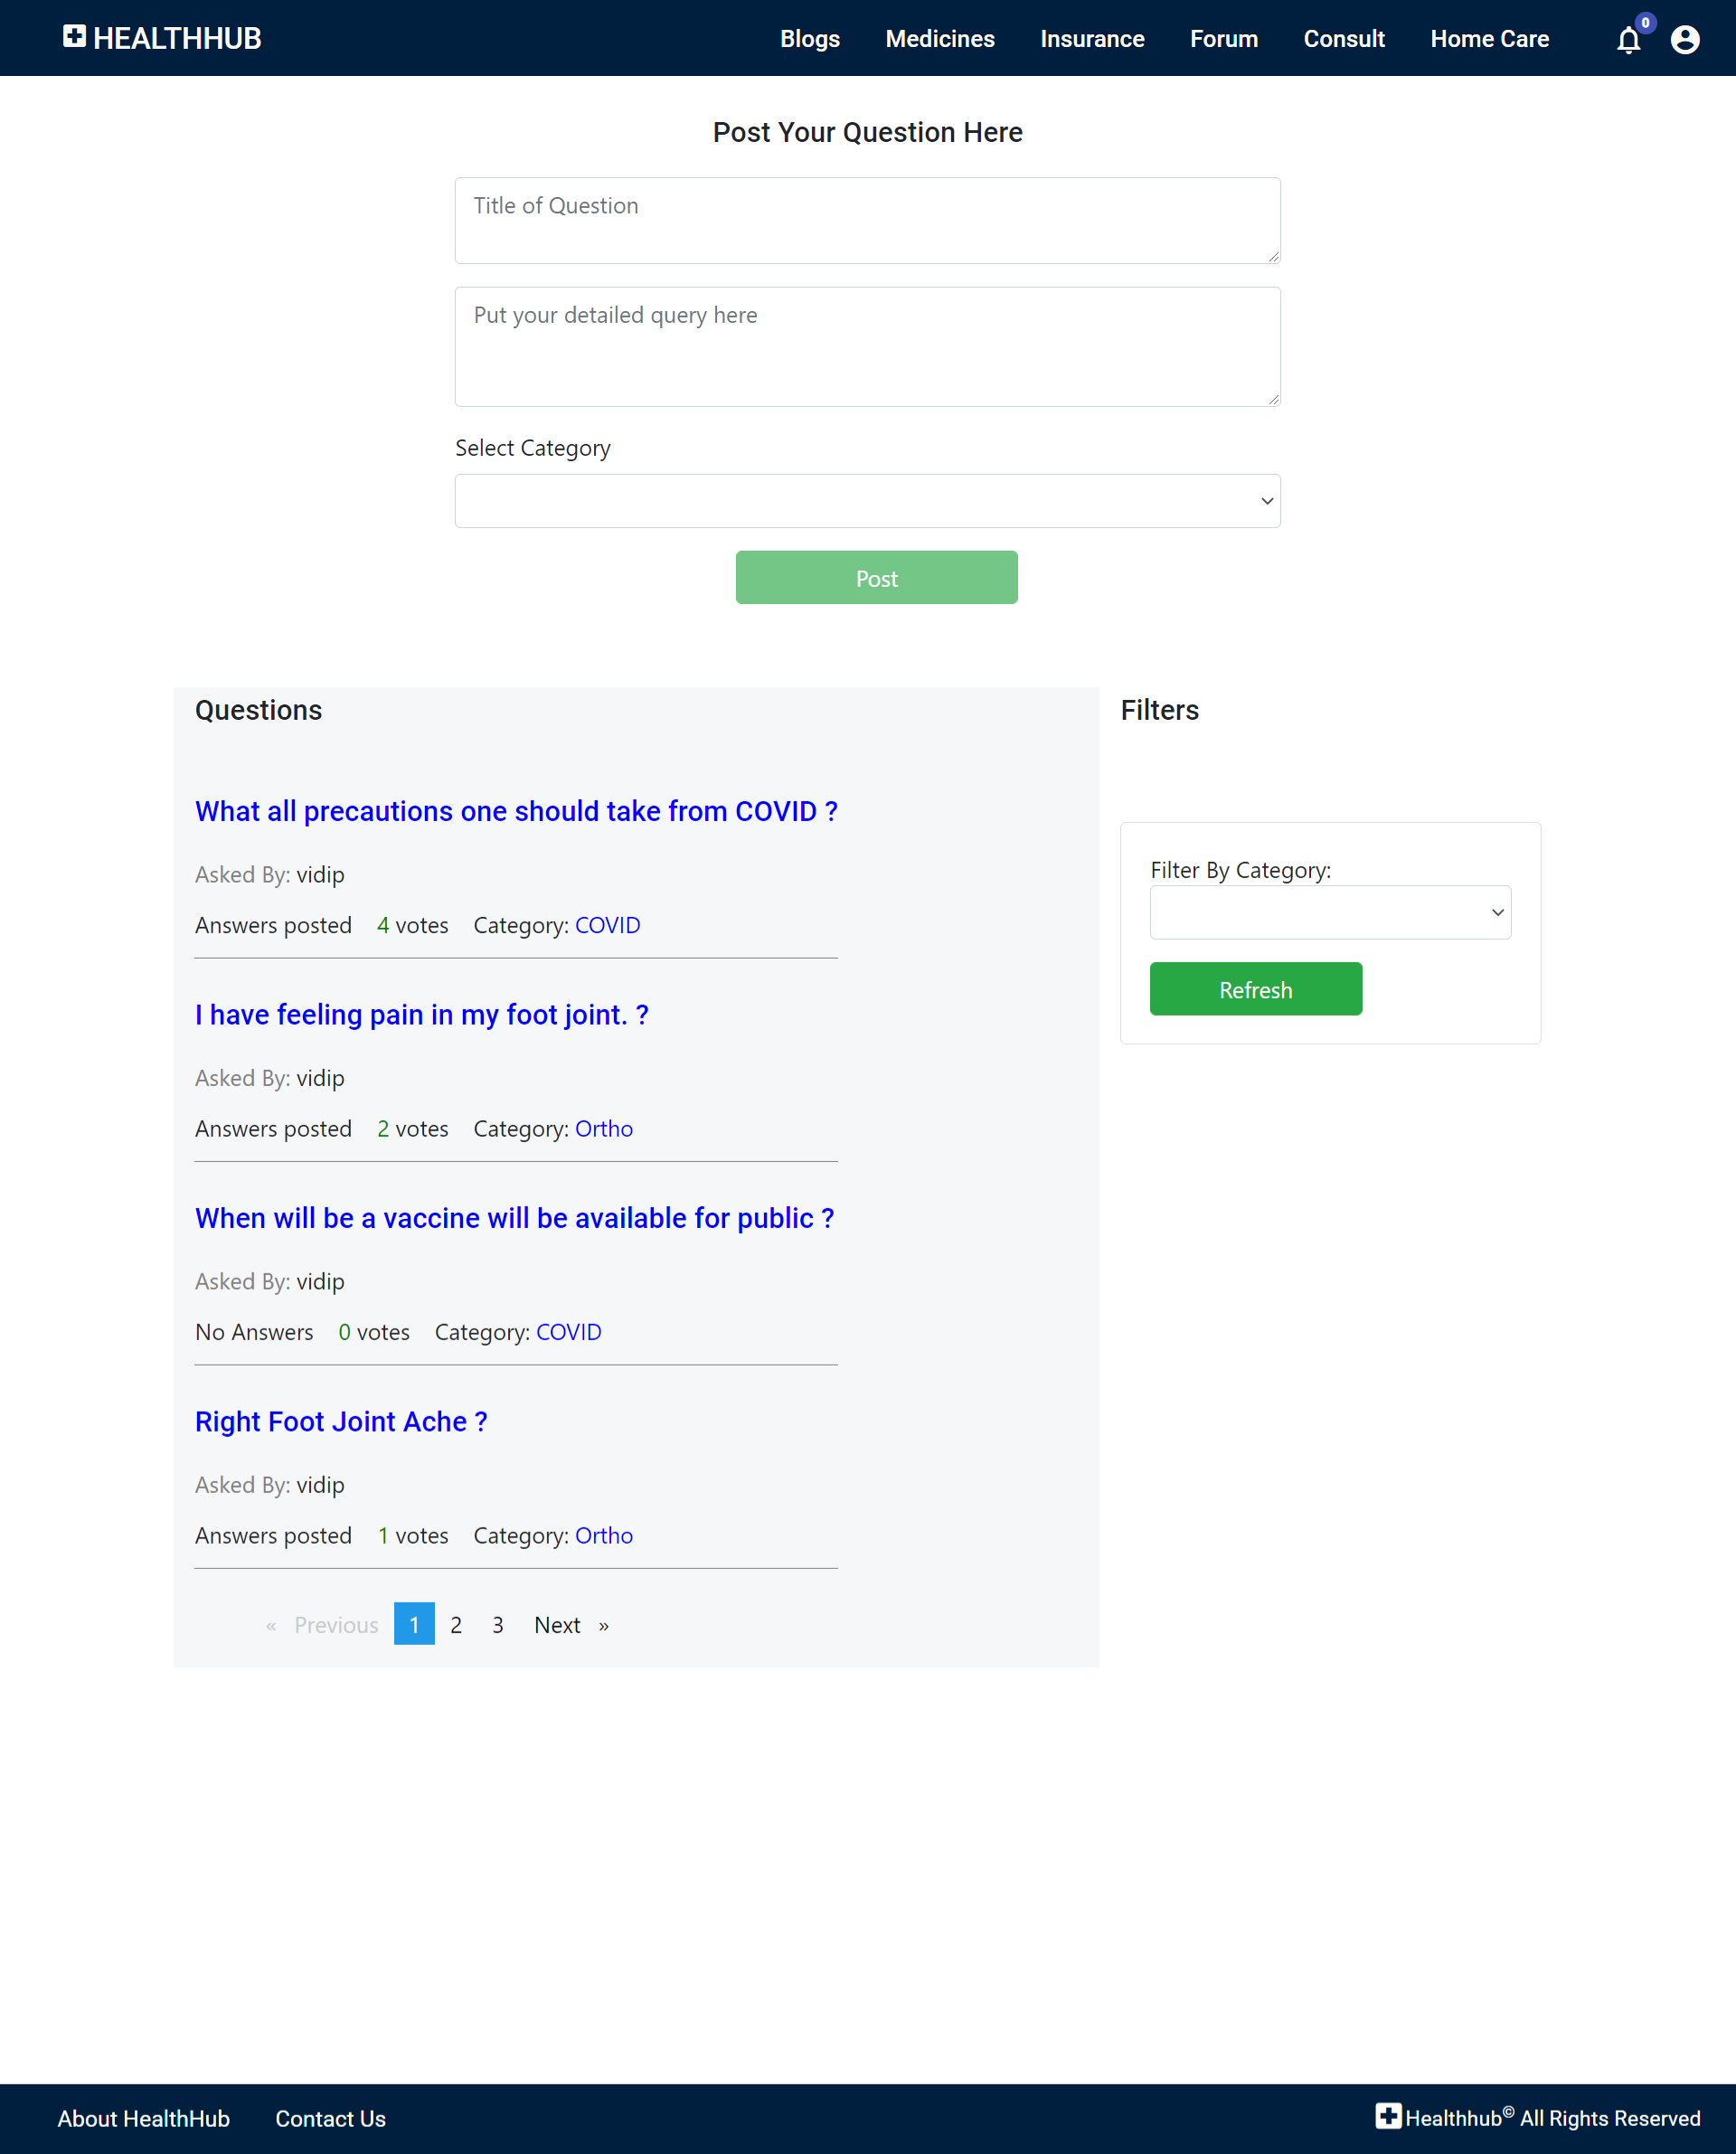 HEALTHHUB Blogs Medicines Insurance Forum Consult Home Care 0
Post Your Question Here
Title of Question
Put your detailed query here
Select Category
Post
Questions
What all precautions one should take from COVID ?
Asked By: vidip
Answers posted 4 votes Category: COVID
I have feeling pain in my foot joint. ?
Asked By: vidip
Answers posted 2 votes Category: Ortho
When will be a vaccine will be available for public ?
Asked By: vidip
No Answers 0 votes Category: COVID
Right Foot Joint Ache ?
Asked By: vidip
Answers posted 1 votes Category: Ortho
« Previous 1 2 3 Next »
Filters
Filter By Category:
Refresh
About HealthHub Contact Us Healthhub© All Rights Reserved